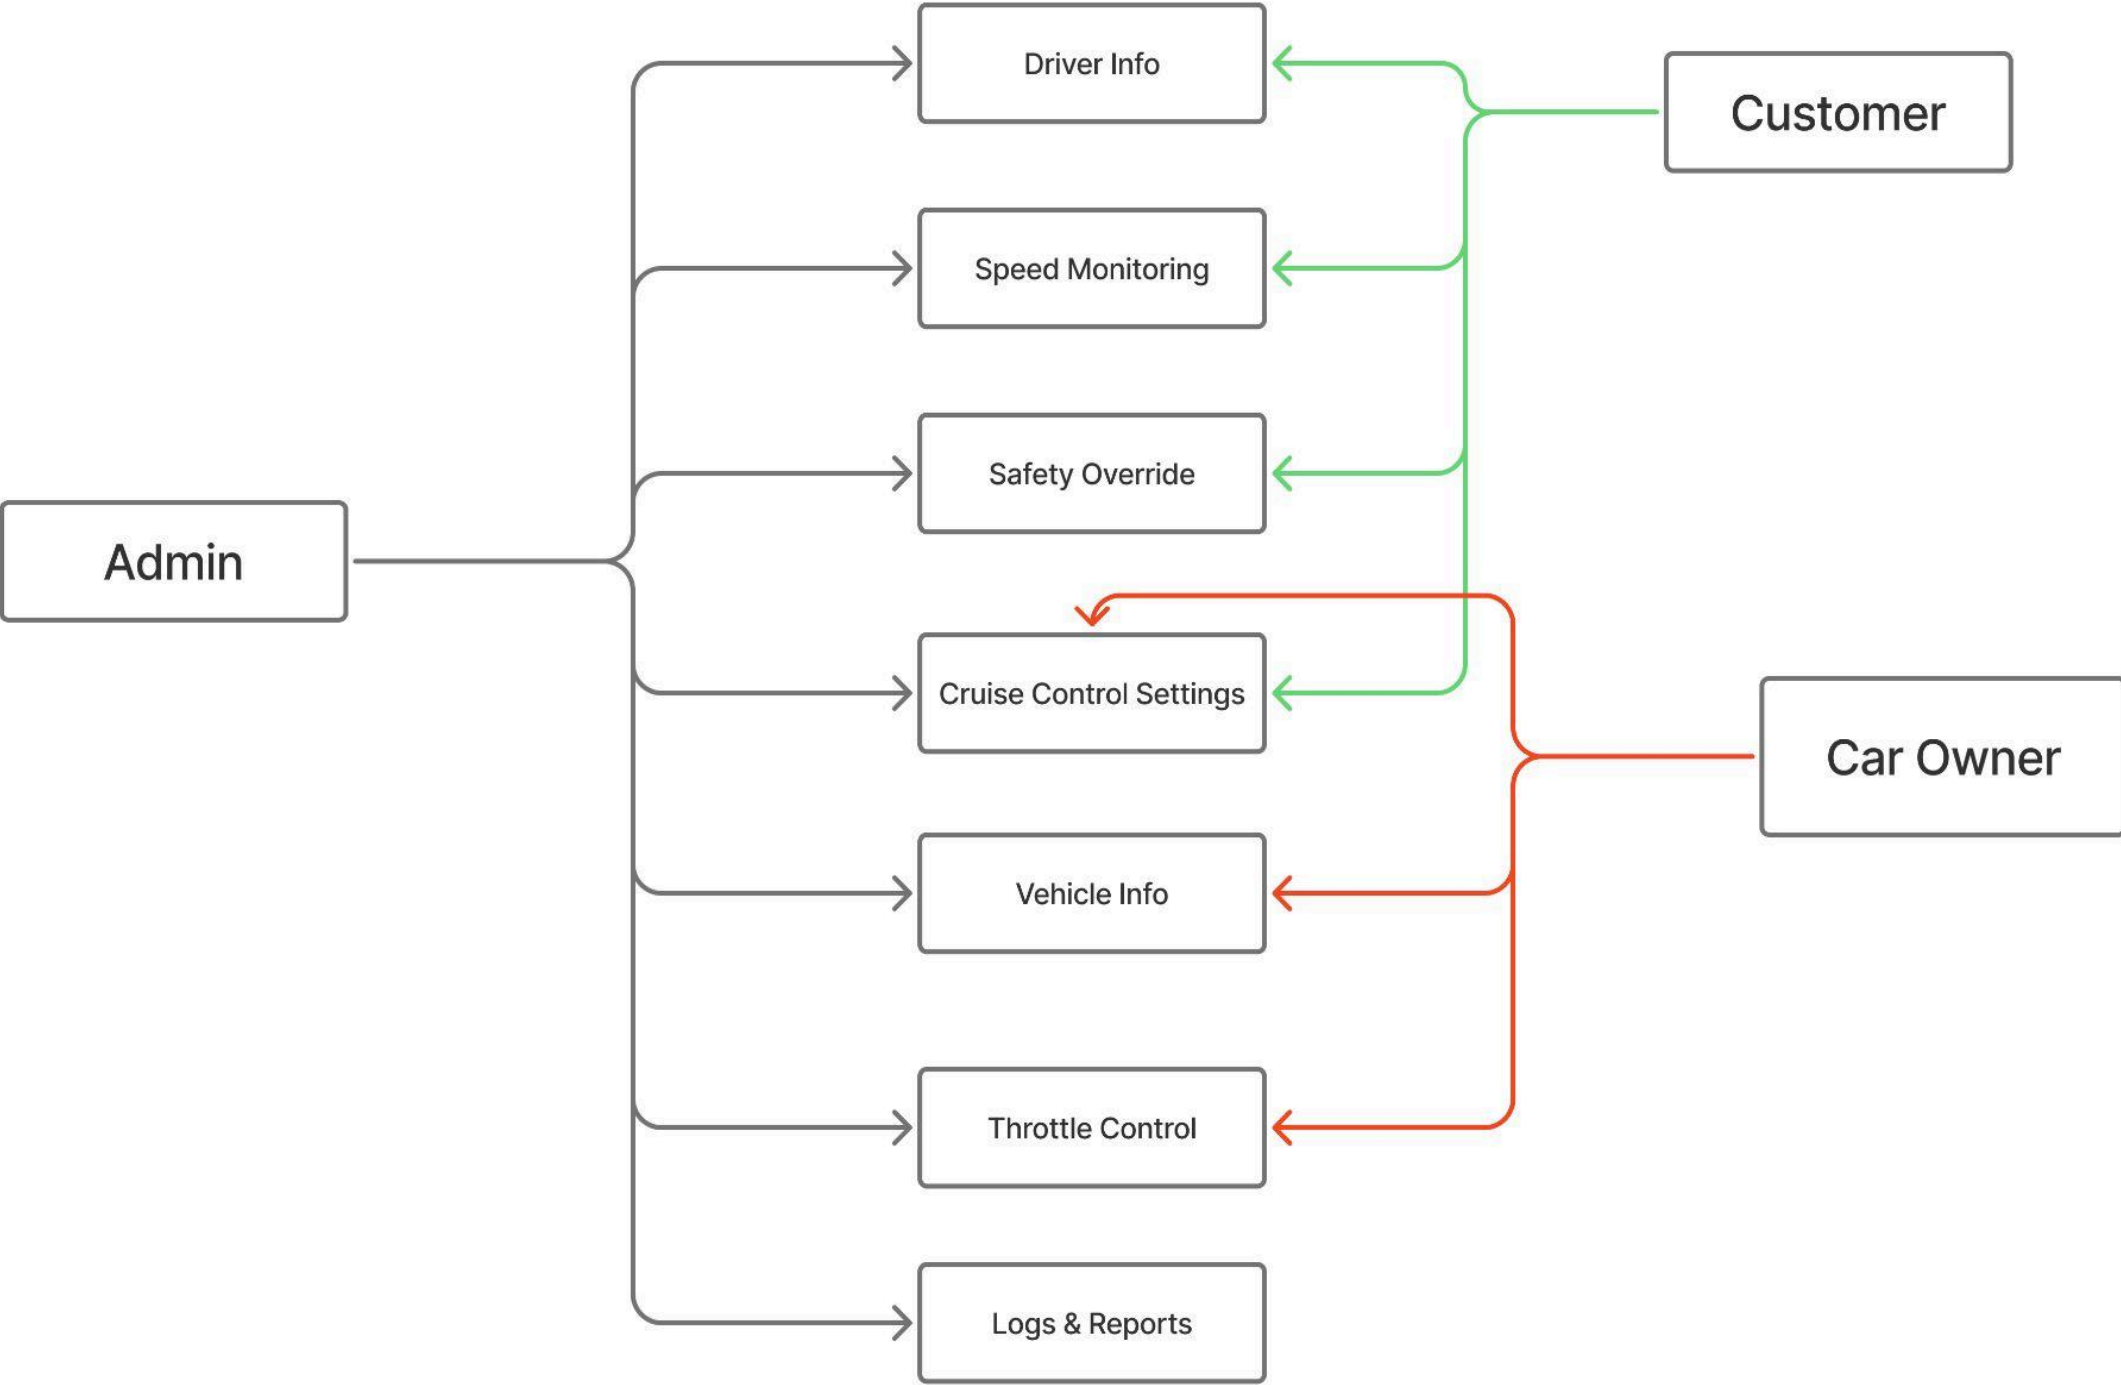 Driver Info
Customer
Speed Monitoring
Safety Override
Admin
Cruise Control Settings
Car Owner
Vehicle Info
Throttle Control
Logs & Reports